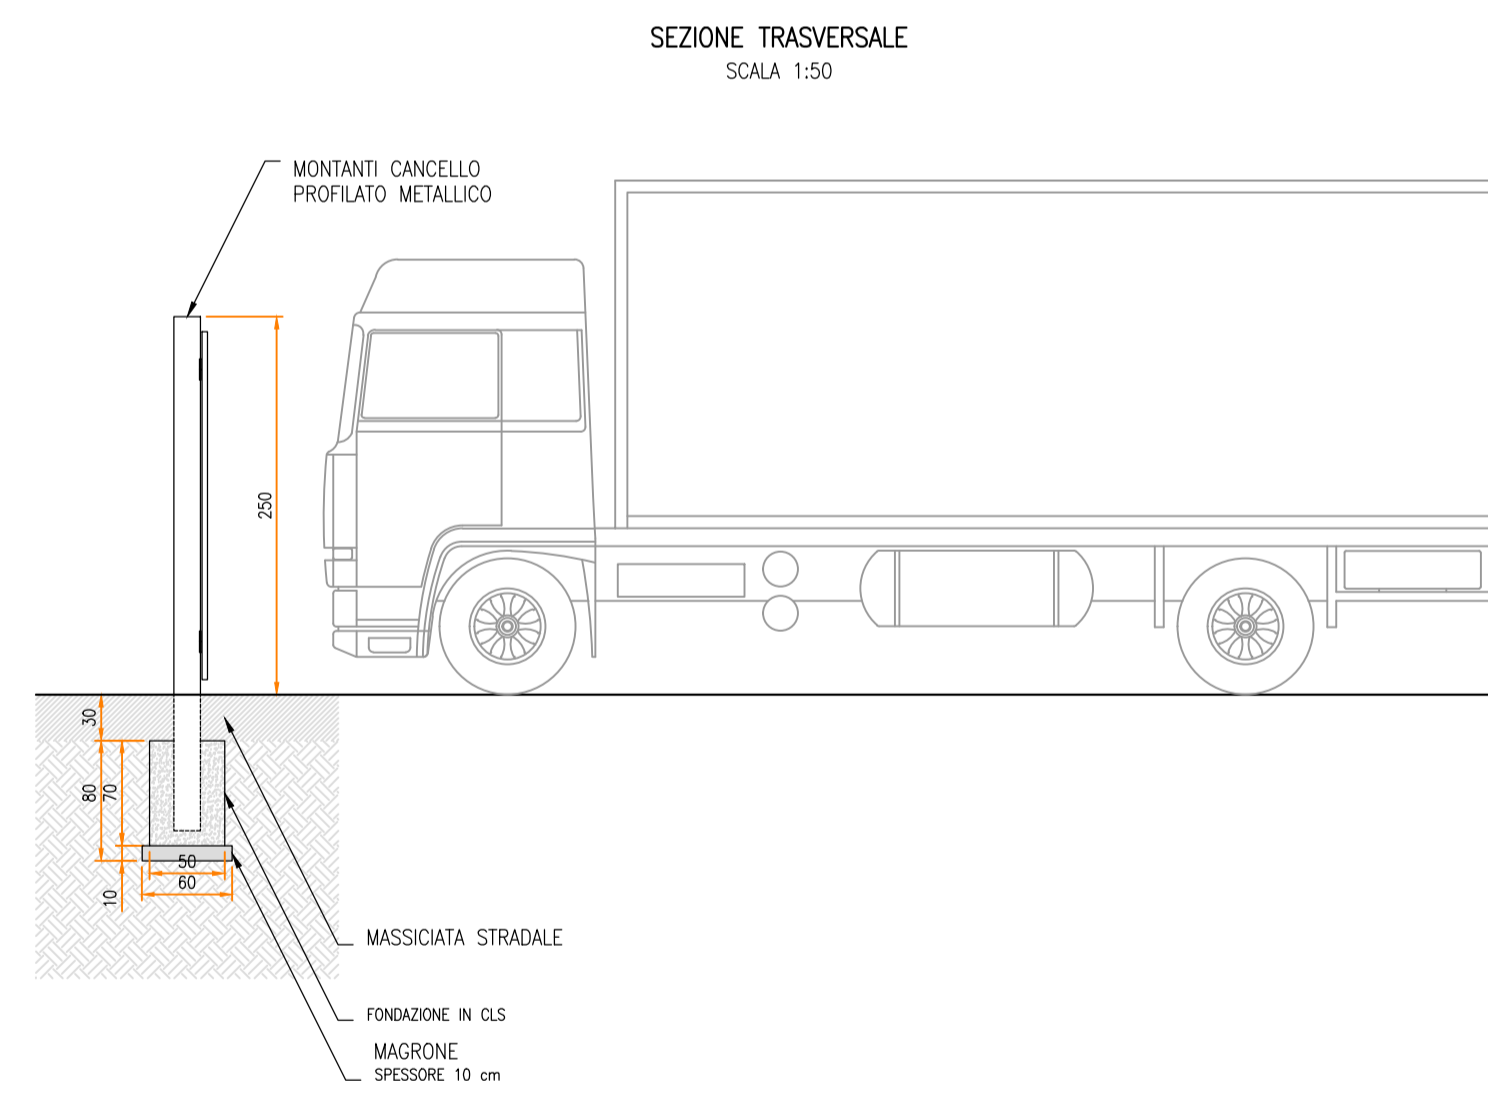 SEZIONE TRASVERSALE
SCALA 1:50
MONTANTI CANCELLO
PROFILATO METALLICO
250
30
80
70
50
60
10
MASSICIATA STRADALE
FONDAZIONE IN CLS
MAGRONE
SPESSORE 10 cm